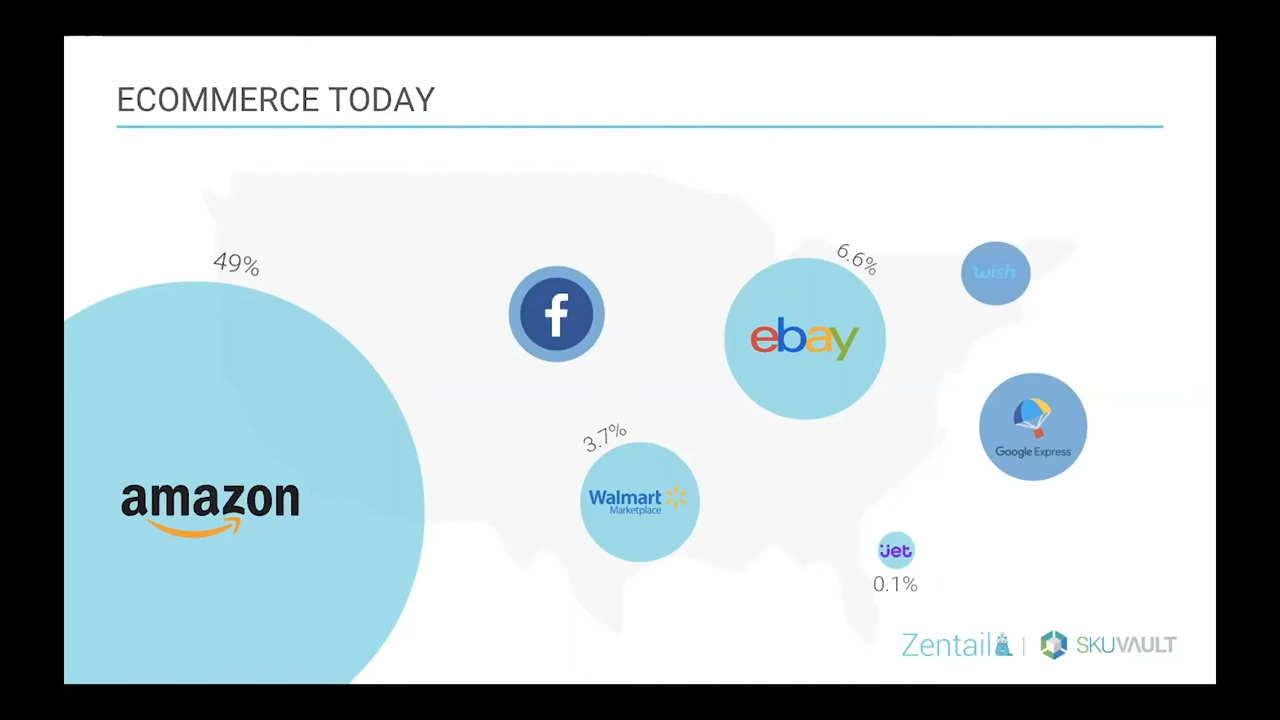 ECOMMERCE TODAY
49%
amazon
f
3.7%
Walmart
Marketplace
6.6%
ebay
wish
Google Express
jet
0.1%
Zentail | SKUVAULT